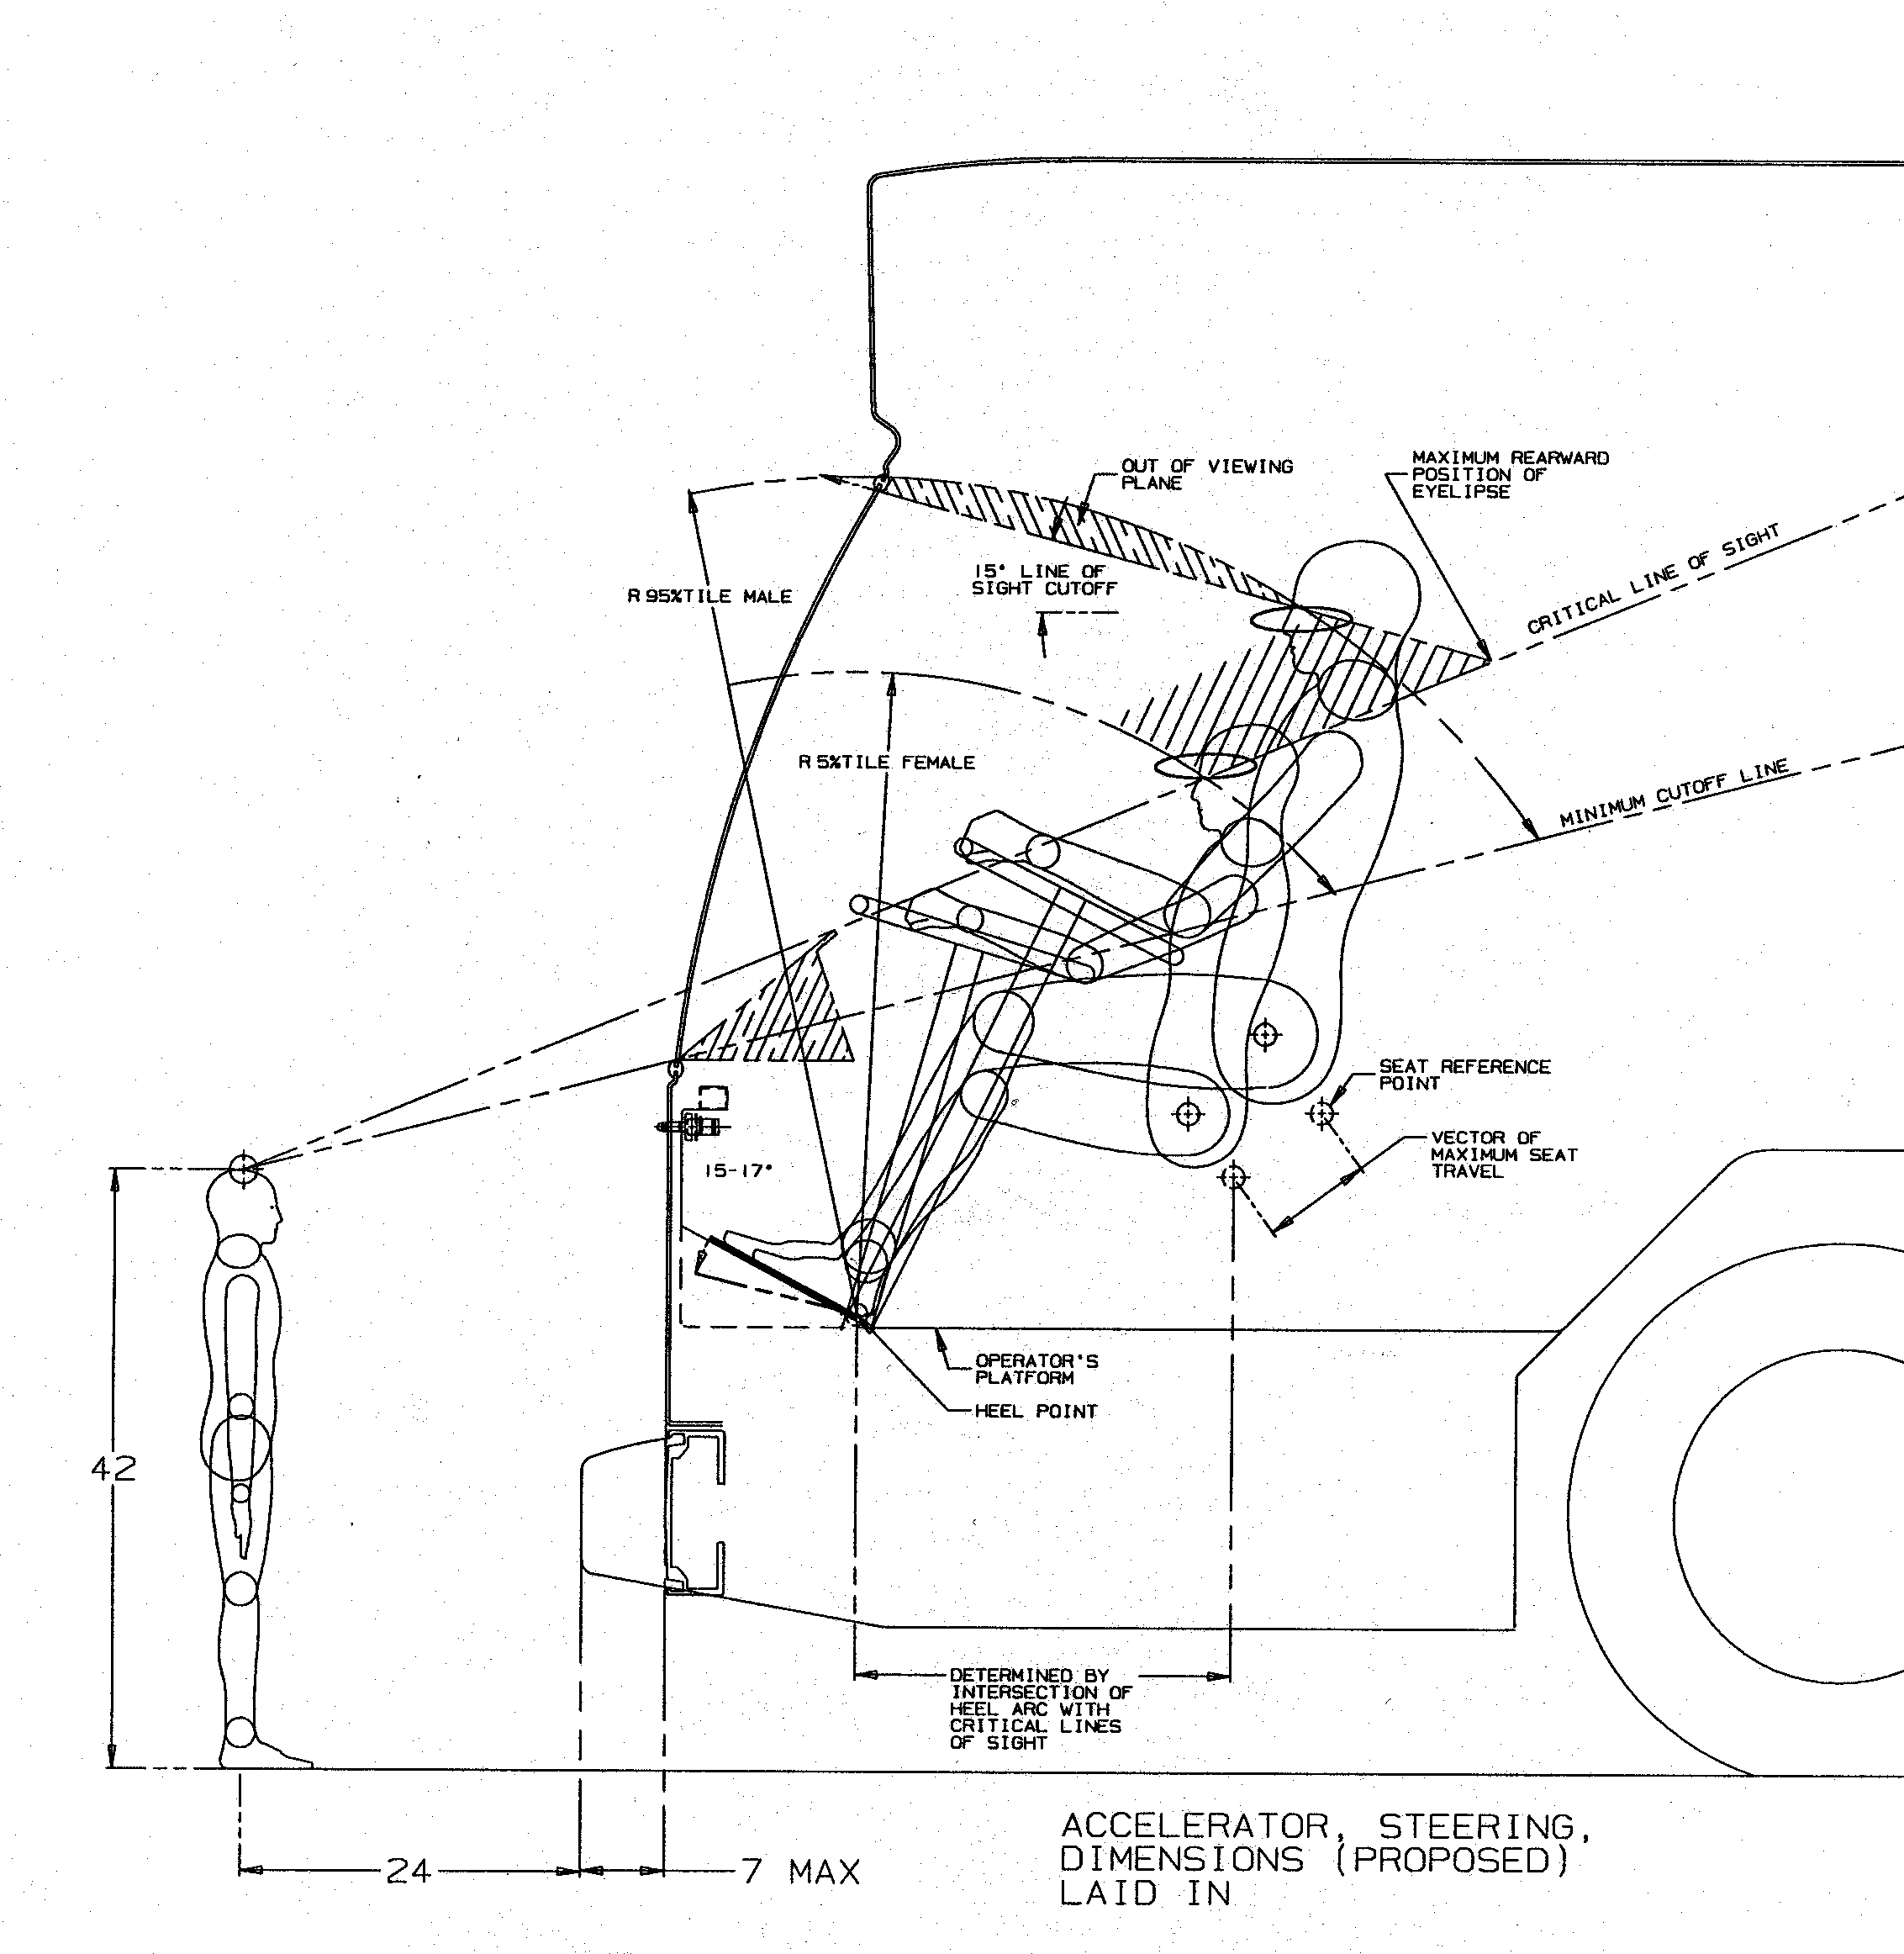 OUT OF VIEWING
PLANE
MAXIMUM REARWARD
POSITION OF
EYELIPSE
CRITICAL LINE OF SIGHT
15° LINE OF
SIGHT CUTOFF
R 95%TILE MALE
R 5%TILE FEMALE
MINIMUM CUTOFF LINE
SEAT REFERENCE
POINT
VECTOR OF
MAXIMUM SEAT
TRAVEL
15-17°
OPERATOR'S
PLATFORM
HEEL POINT
42
DETERMINED BY
INTERSECTION OF
HEEL ARC WITH
CRITICAL LINES
OF SIGHT
24
7 MAX
ACCELERATOR, STEERING,
DIMENSIONS (PROPOSED)
LAID IN